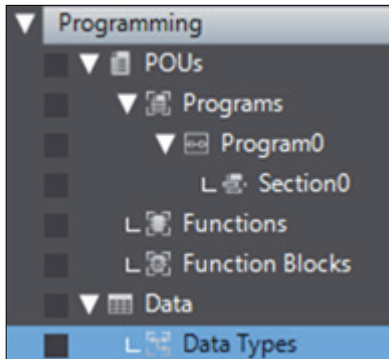 Programming
POUs
Programs
Program0
Section0
Functions
Function Blocks
Data
Data Types